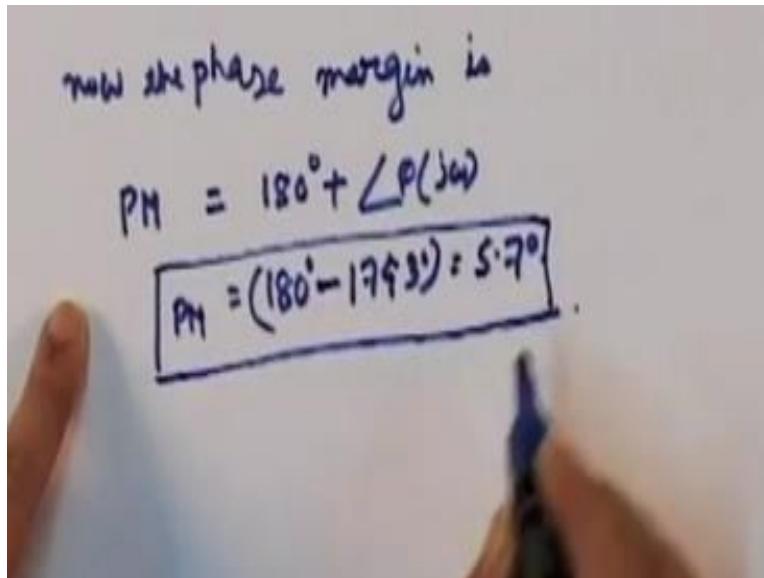 now the phase margin is
PM = 180° + ∠P(jω)
PM = (180° - 174.3°) = 5.7°